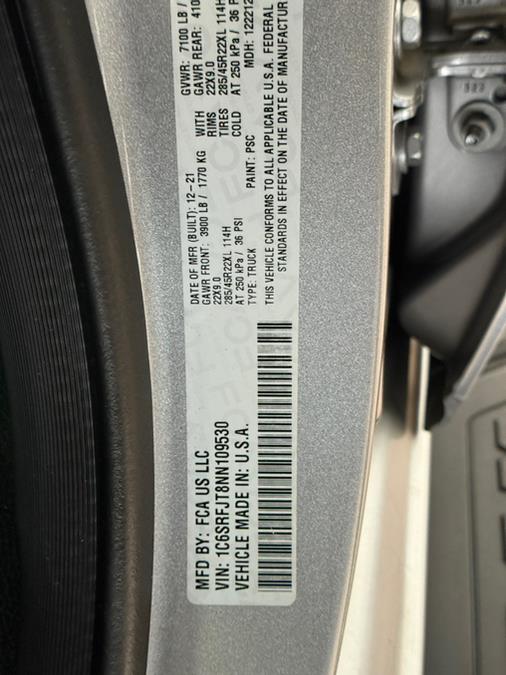 MFD BY: FCA US LLC
VIN: 1C6SRFJT8NN109530
VEHICLE MADE IN: U.S.A.
DATE OF MFR (BUILT): 12-21
GVWR: 7100 LB /
GAWR FRONT: 3900 LB / 1770 KG WITH
GAWR REAR:
22X9.0 RIMS 22X9.0
285/45R22XL 114H TIRES 285/45R22XL 114H
AT 250 kPa / 36 PSI COLD AT 250 kPa / 36
TYPE: TRUCK PAINT: PSC MDH:
THIS VEHICLE CONFORMS TO ALL APPLICABLE U.S.A. FEDERAL
STANDARDS IN EFFECT ON THE DATE OF MANUFACTUR